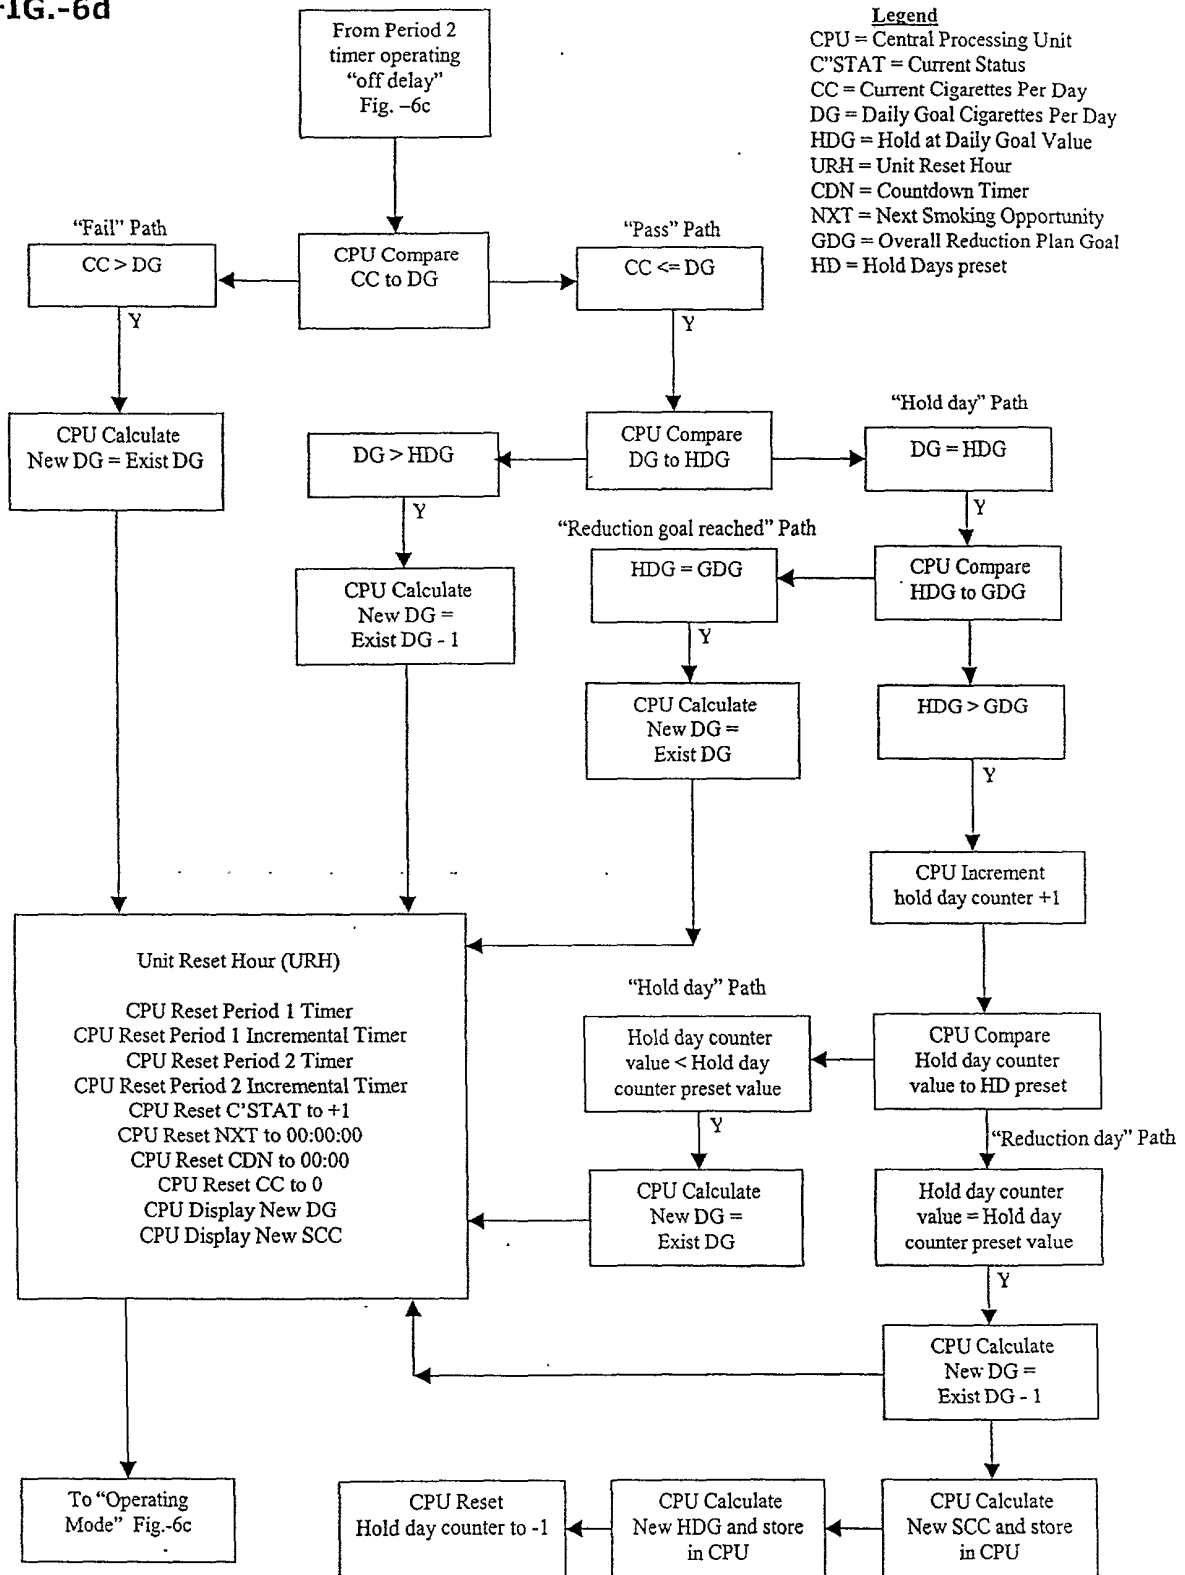 FIG.-6d
From Period 2
timer operating
“off delay”
Fig. –6c
Legend
CPU = Central Processing Unit
C”STAT = Current Status
CC = Current Cigarettes Per Day
DG = Daily Goal Cigarettes Per Day
HDG = Hold at Daily Goal Value
URH = Unit Reset Hour
CDN = Countdown Timer
NXT = Next Smoking Opportunity
GDG = Overall Reduction Plan Goal
HD = Hold Days preset
“Fail” Path
CC > DG
Y
CPU Compare
CC to DG
“Pass” Path
CC <= DG
Y
CPU Calculate
New DG = Exist DG
DG > HDG
Y
CPU Compare
DG to HDG
“Hold day” Path
DG = HDG
Y
“Reduction goal reached” Path
HDG = GDG
Y
CPU Compare
HDG to GDG
CPU Calculate
New DG =
Exist DG - 1
CPU Calculate
New DG =
Exist DG
HDG > GDG
Y
CPU Increment
hold day counter +1
Unit Reset Hour (URH)
CPU Reset Period 1 Timer
CPU Reset Period 1 Incremental Timer
CPU Reset Period 2 Timer
CPU Reset Period 2 Incremental Timer
CPU Reset C'STAT to +1
CPU Reset NXT to 00:00:00
CPU Reset CDN to 00:00
CPU Reset CC to 0
CPU Display New DG
CPU Display New SCC
“Hold day” Path
Hold day counter
value < Hold day
counter preset value
Y
CPU Compare
Hold day counter
value to HD preset
“Reduction day” Path
CPU Calculate
New DG =
Exist DG
Hold day counter
value = Hold day
counter preset value
Y
CPU Calculate
New DG =
Exist DG - 1
To “Operating
Mode” Fig.-6c
CPU Reset
Hold day counter to -1
CPU Calculate
New HDG and store
in CPU
CPU Calculate
New SCC and store
in CPU